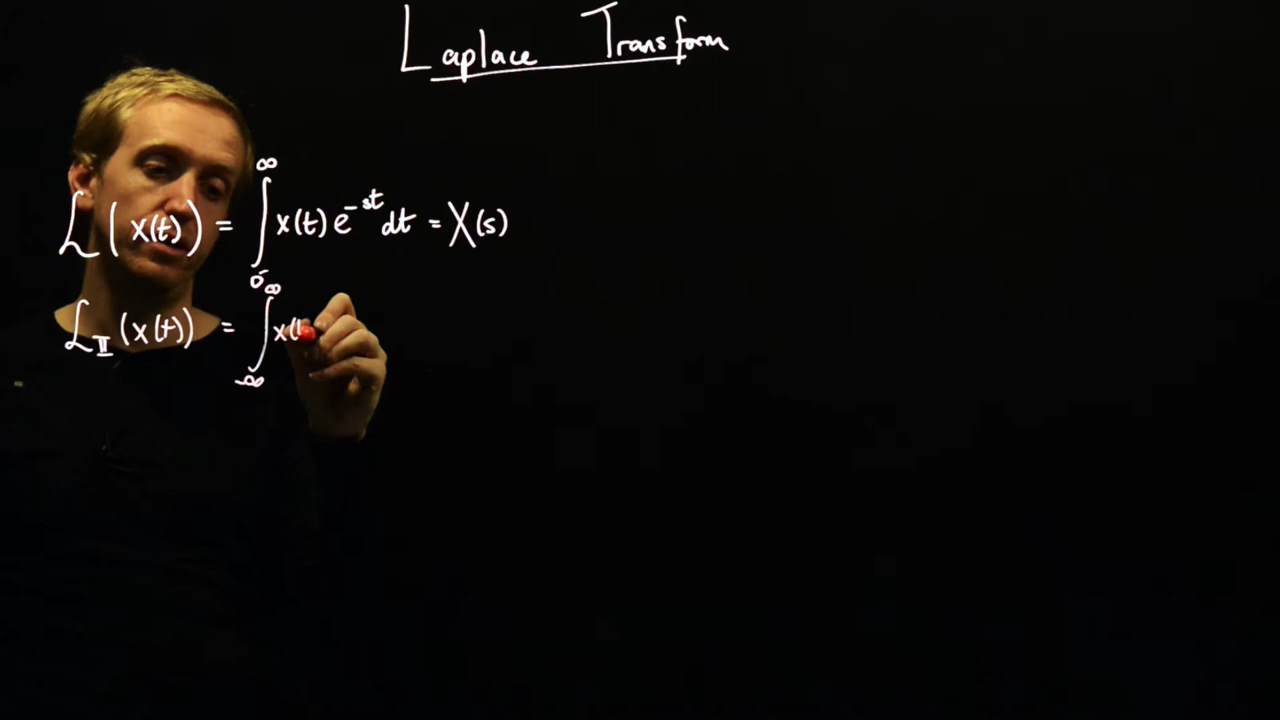 Laplace Transform
ℒ(x(t)) = ∫₀⁻^∞ x(t) e^{-st} dt = X(s)
ℒ_II(x(t)) = ∫_{-∞}^∞ x(